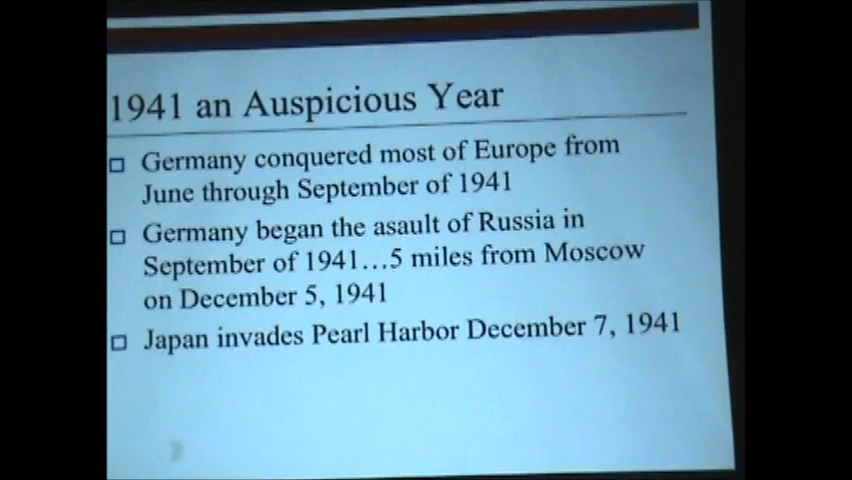 1941 an Auspicious Year
Germany conquered most of Europe from
June through September of 1941
Germany began the asault of Russia in
September of 1941...5 miles from Moscow
on December 5, 1941
Japan invades Pearl Harbor December 7, 1941